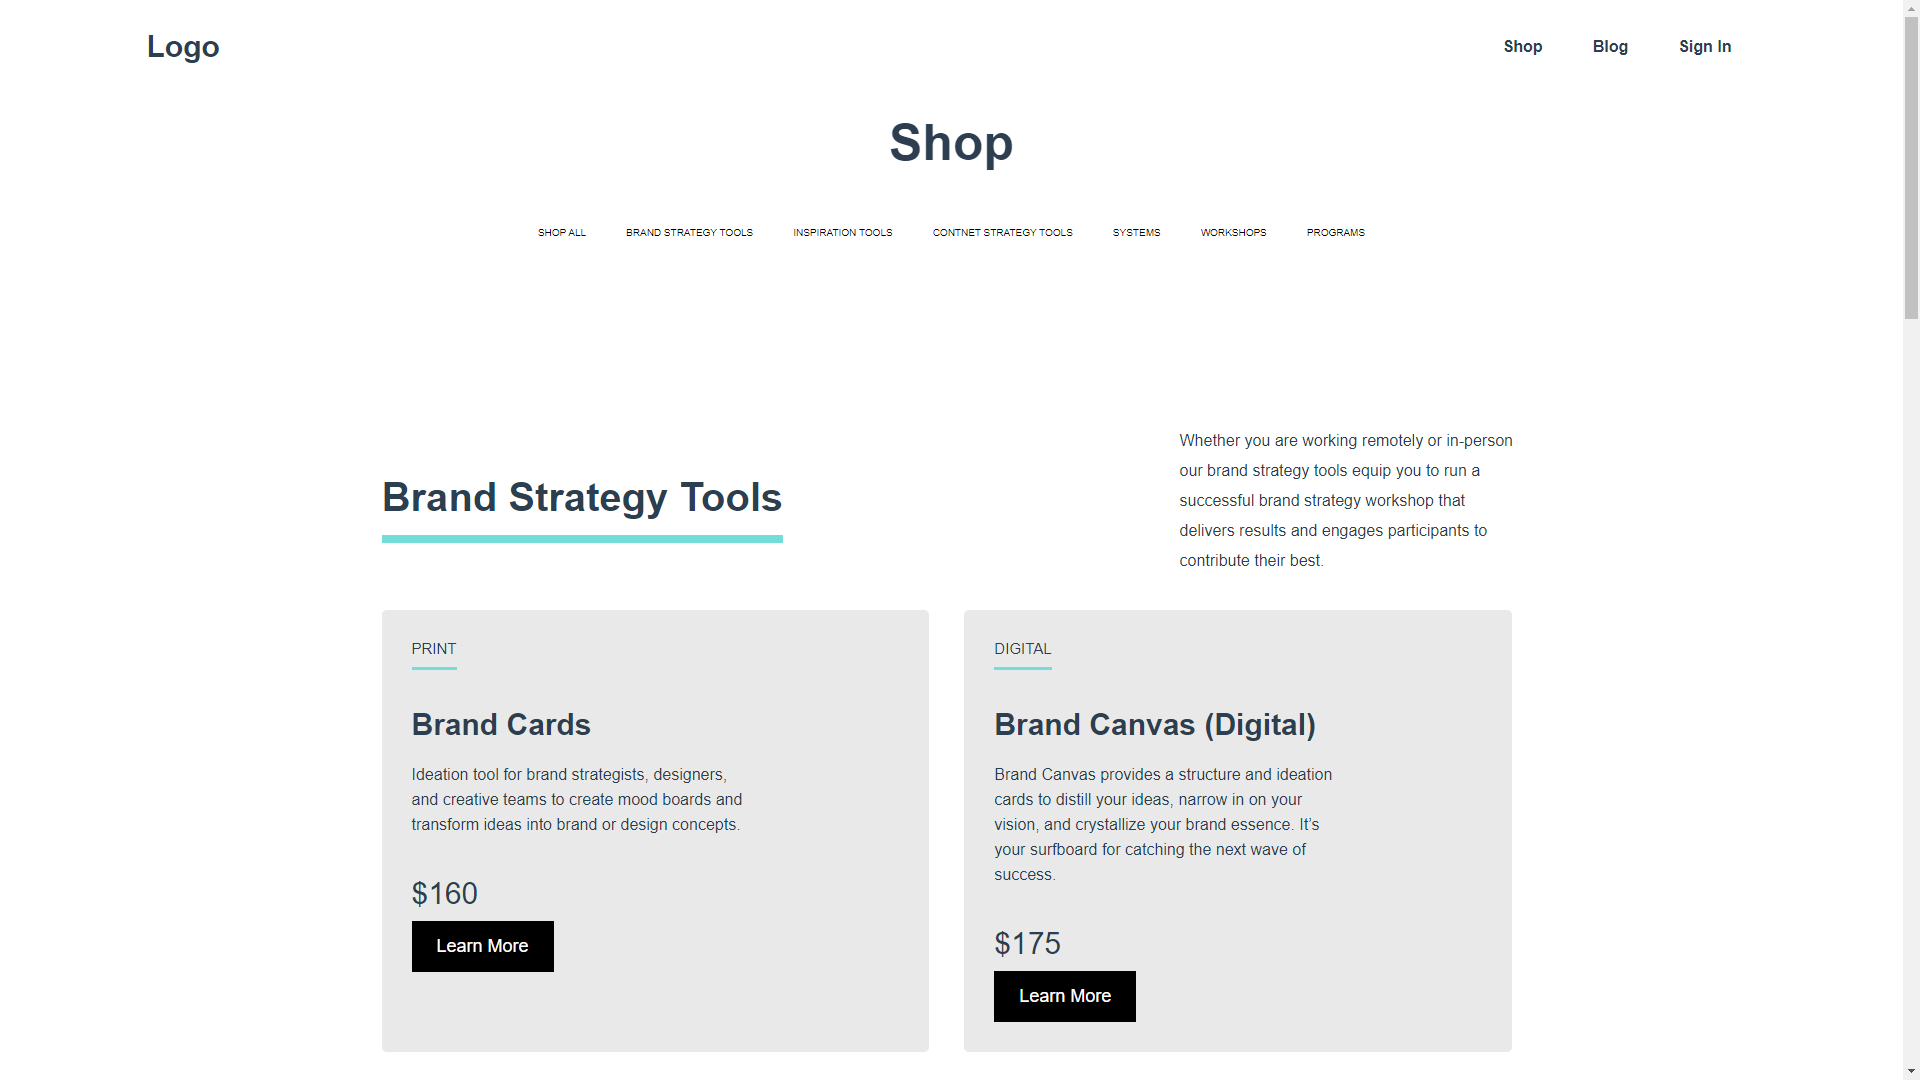 Logo
Shop Blog Sign In
Shop
SHOP ALL BRAND STRATEGY TOOLS INSPIRATION TOOLS CONTNET STRATEGY TOOLS SYSTEMS WORKSHOPS PROGRAMS
Brand Strategy Tools
Whether you are working remotely or in-person
our brand strategy tools equip you to run a
successful brand strategy workshop that
delivers results and engages participants to
contribute their best.
PRINT
Brand Cards
Ideation tool for brand strategists, designers,
and creative teams to create mood boards and
transform ideas into brand or design concepts.
$160
Learn More
DIGITAL
Brand Canvas (Digital)
Brand Canvas provides a structure and ideation
cards to distill your ideas, narrow in on your
vision, and crystallize your brand essence. It’s
your surfboard for catching the next wave of
success.
$175
Learn More